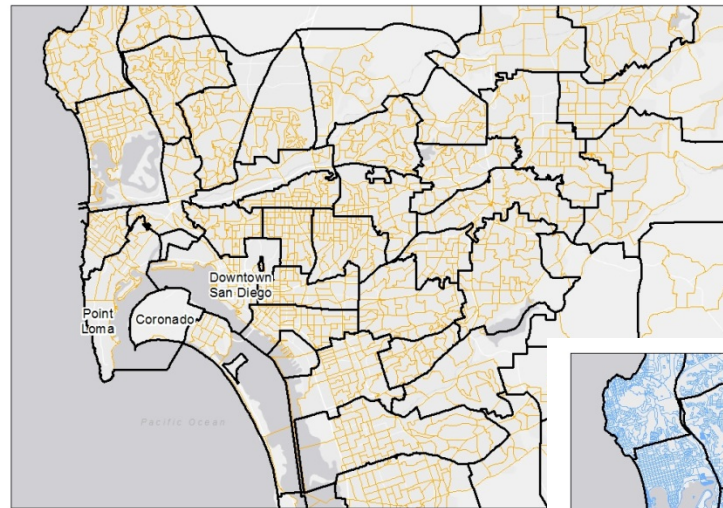 Downtown
San Diego
Point
Loma
Coronado
Pacific Ocean